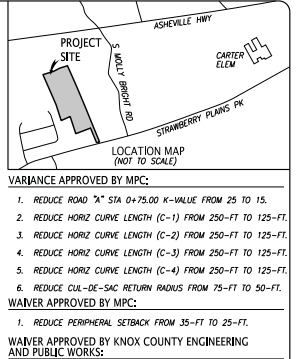 ASHEVILLE HWY
PROJECT
SITE
S MOLLY BRIGHT RD
CARTER
ELEM
STRAWBERRY PLAINS PK
LOCATION MAP
(NOT TO SCALE)
VARIANCE APPROVED BY MPC:
1. REDUCE ROAD "A" STA 0+75.00 K-VALUE FROM 25 TO 15.
2. REDUCE HORIZ CURVE LENGTH (C-1) FROM 250-FT TO 125-FT.
3. REDUCE HORIZ CURVE LENGTH (C-2) FROM 250-FT TO 125-FT.
4. REDUCE HORIZ CURVE LENGTH (C-3) FROM 250-FT TO 125-FT.
5. REDUCE HORIZ CURVE LENGTH (C-4) FROM 250-FT TO 125-FT.
6. REDUCE CUL-DE-SAC RETURN RADIUS FROM 75-FT TO 50-FT.
WAIVER APPROVED BY MPC:
1. REDUCE PERIPHERAL SETBACK FROM 35-FT TO 25-FT.
WAIVER APPROVED BY KNOX COUNTY ENGINEERING
AND PUBLIC WORKS: